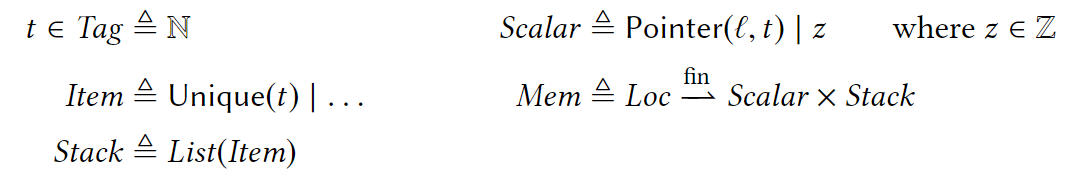 t ∈ Tag ≜ ℕ Scalar ≜ Pointer(ℓ, t) | z where z ∈ ℤ
Item ≜ Unique(t) | . . . Mem ≜ Loc fin⇀ Scalar × Stack
Stack ≜ List(Item)